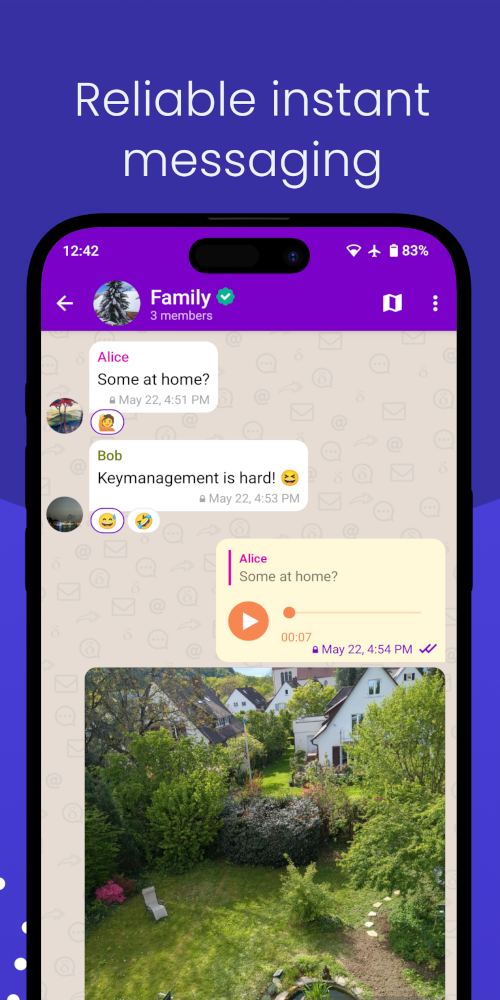 Reliable instant
messaging
12:42
83%
Family
3 members
Alice
Some at home?
May 22, 4:51 PM
Bob
Keymanagement is hard! 😆
May 22, 4:53 PM
Alice
Some at home?
00:07
May 22, 4:54 PM